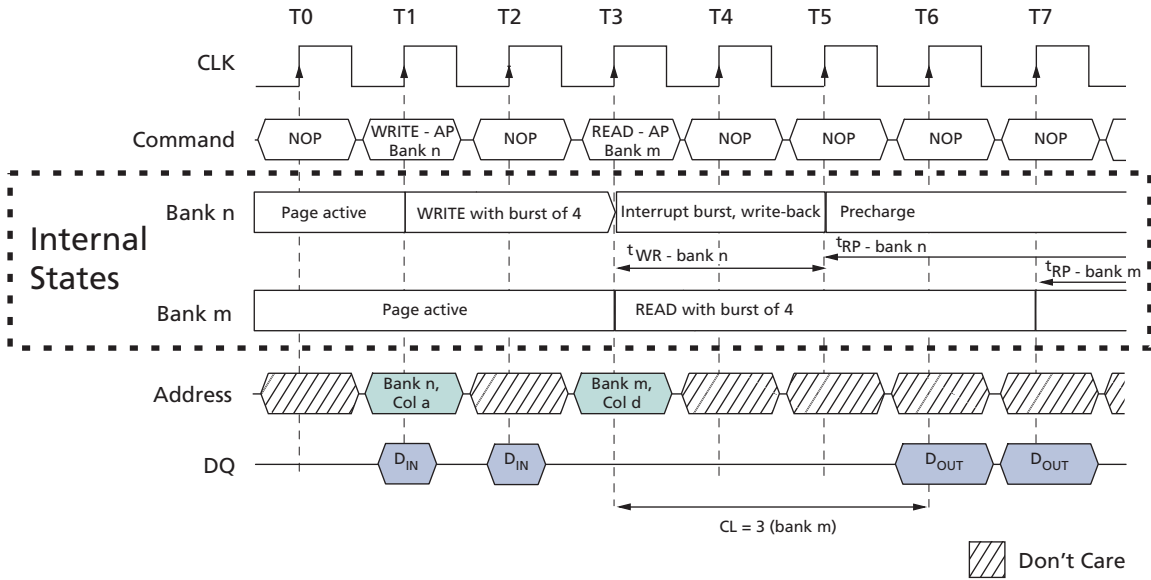 T0 T1 T2 T3 T4 T5 T6 T7
CLK
Command NOP WRITE - AP Bank n NOP READ - AP Bank m NOP NOP NOP NOP
Internal States
Bank n Page active WRITE with burst of 4 Interrupt burst, write-back Precharge
tWR - bank n tRP - bank n
tRP - bank m
Bank m Page active READ with burst of 4
Address Bank n, Col a Bank m, Col d
DQ DIN DIN DOUT DOUT
CL = 3 (bank m)
Don't Care